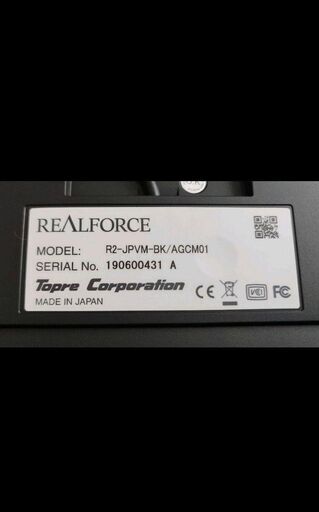 REALFORCE
MODEL: R2-JPVM-BK/AGCM01
SERIAL No. 190600431 A
Topre Corporation
MADE IN JAPAN
CE
FC